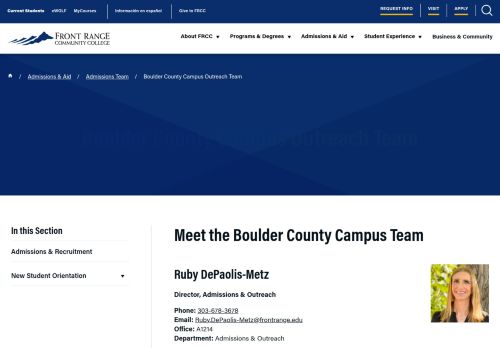 Current Students eWOLF MyCourses Información en español Give to FRCC REQUEST INFO VISIT APPLY
FRONT RANGE
COMMUNITY COLLEGE
About FRCC Programs & Degrees Admissions & Aid Student Experience Business & Community
/ Admissions & Aid / Admissions Team / Boulder County Campus Outreach Team
Boulder County Campus Outreach Team
In this Section
Admissions & Recruitment
New Student Orientation
Meet the Boulder County Campus Team
Ruby DePaolis-Metz
Director, Admissions & Outreach
Phone: 303-678-3678
Email: Ruby.DePaolis-Metz@frontrange.edu
Office: A1214
Department: Admissions & Outreach